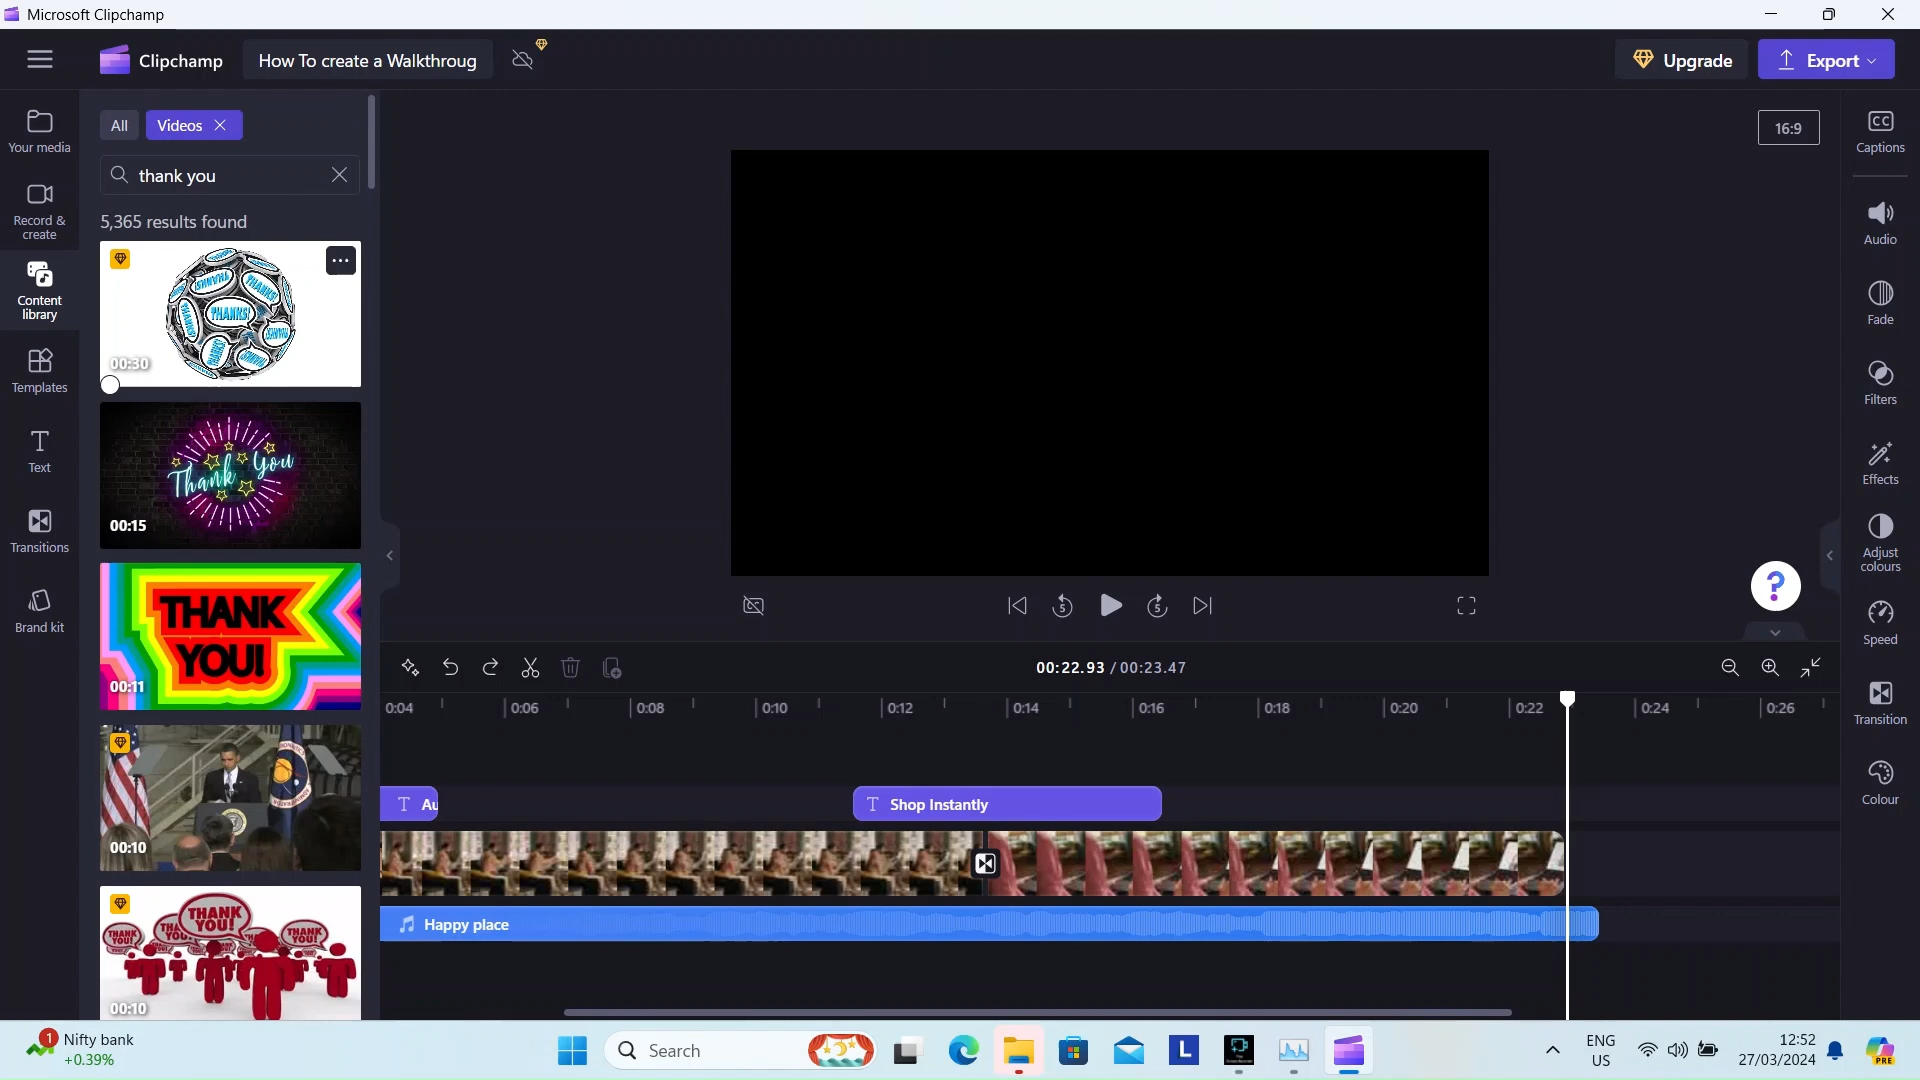 Microsoft Clipchamp
Clipchamp
How To create a Walkthroug
Upgrade
Export
Your media
Record &
create
Content
library
Templates
Text
Transitions
Brand kit
All
Videos
thank you
5,365 results found
THANKS!
00:30
Thank You
00:15
THANK
YOU!
00:11
00:10
THANK
YOU!
00:10
16:9
Captions
Audio
Fade
Filters
Effects
Adjust
colours
Speed
Transition
Colour
5
5
?
00:22.93 / 00:23.47
0:04
0:06
0:08
0:10
0:12
0:14
0:16
0:18
0:20
0:22
0:24
0:26
T Au
T Shop Instantly
Happy place
1
Nifty bank
+0.39%
Search
L
PRE
ENG
US
12:52
27/03/2024